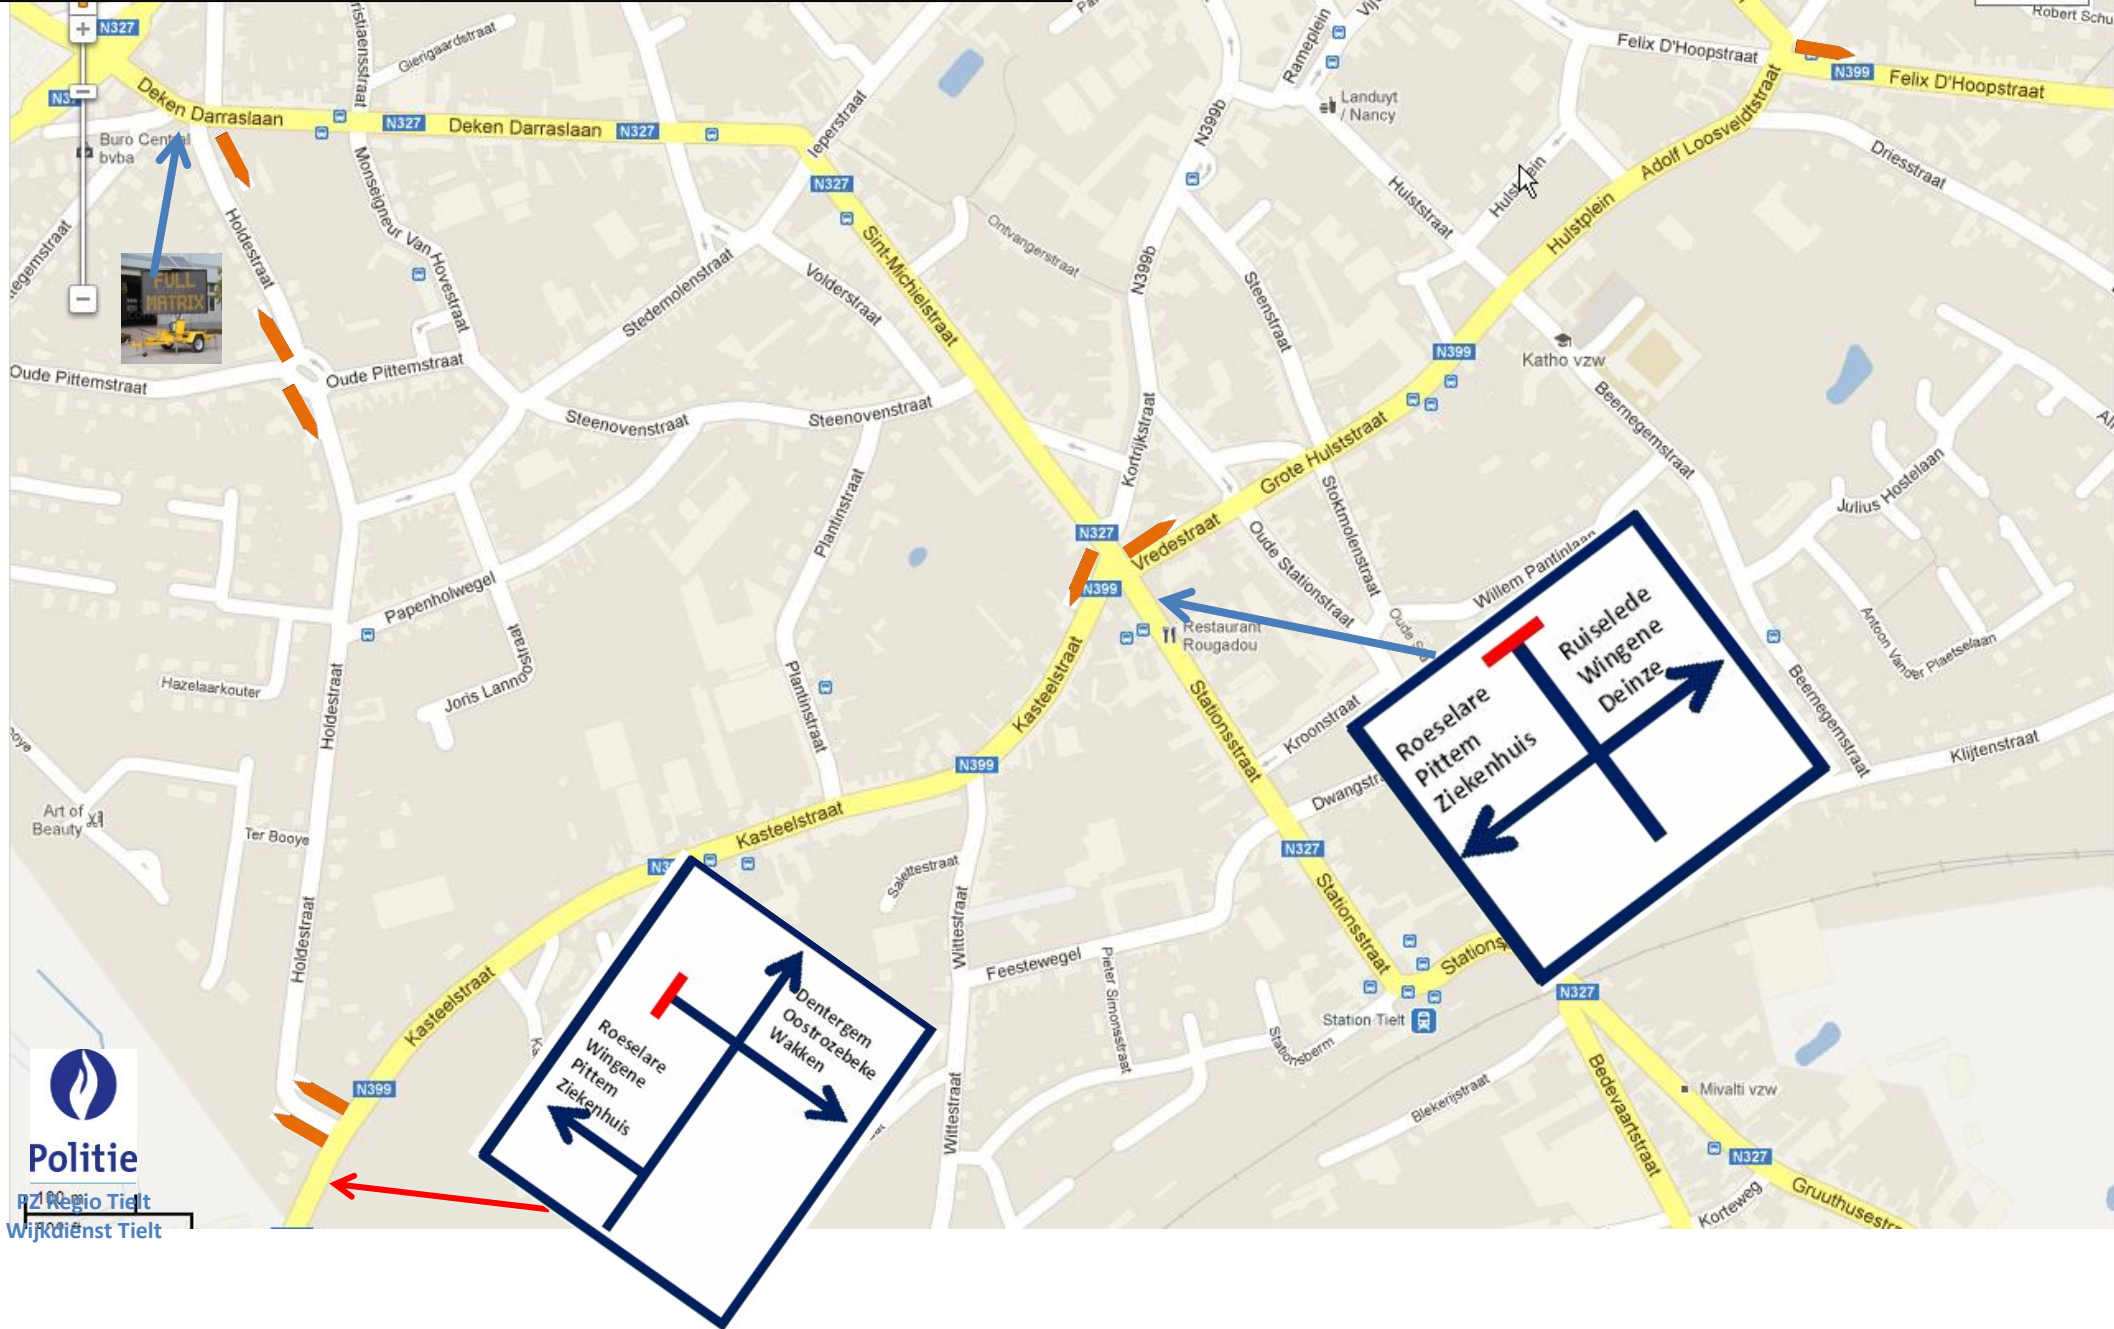 N327
Deken Darraslaan
Gierigaardstraat
Buro Central
bvba
N327
Deken Darraslaan
N327
Ieperstraat
N327
Sint-Michielstraat
Monseigneur Van Hovestraat
Holdestraat
FULL
MATRIX
Oude Pittemstraat
Oude Pittemstraat
Stedemolenstraat
Volderstraat
Ontvangerstraat
Steenovenstraat
Steenovenstraat
Plantinstraat
Plantinstraat
Papenholwegel
Joris Lannoostraat
Hazelaarkouter
Holdestraat
Holdestraat
Ter Booye
Art of
Beauty
N399b
N399b
Rameplein
Landuyt
/ Nancy
Felix D'Hoopstraat
N399
Felix D'Hoopstraat
Robert Schu
Adolf Loosveldtstraat
Driesstraat
Hulststraat
Hulstplein
Steenstraat
Kortrijkstraat
N399
Katho vzw
Beernegemstraat
Julius Hostelaan
Antoon Vander Plaetselaan
Beernegemstraat
Klijtenstraat
Grote Hulststraat
Vredestraat
N327
N399
Restaurant
Rougadou
Oude Stationstraat
Stoktmolenstraat
Willem Pantinlaan
Kroonstraat
Stationsstraat
N327
Stationsstraat
Station Tielt
Stationsberm
Kasteelstraat
N399
Kasteelstraat
Kasteelstraat
N399
Salettestraat
Wittestraat
Wittestraat
Feestewegel
Pieter Simonsstraat
Blekerijstraat
N327
Bedevaartstraat
Mivalti vzw
N327
Korteweg
Roeselare
Pittem
Ziekenhuis
Ruiselede
Wingene
Deinze
Roeselare
Wingene
Pittem
Ziekenhuis
Dentergem
Oostrozebeke
Wakken
Politie
PZ Regio Tielt
Wijkdienst Tielt